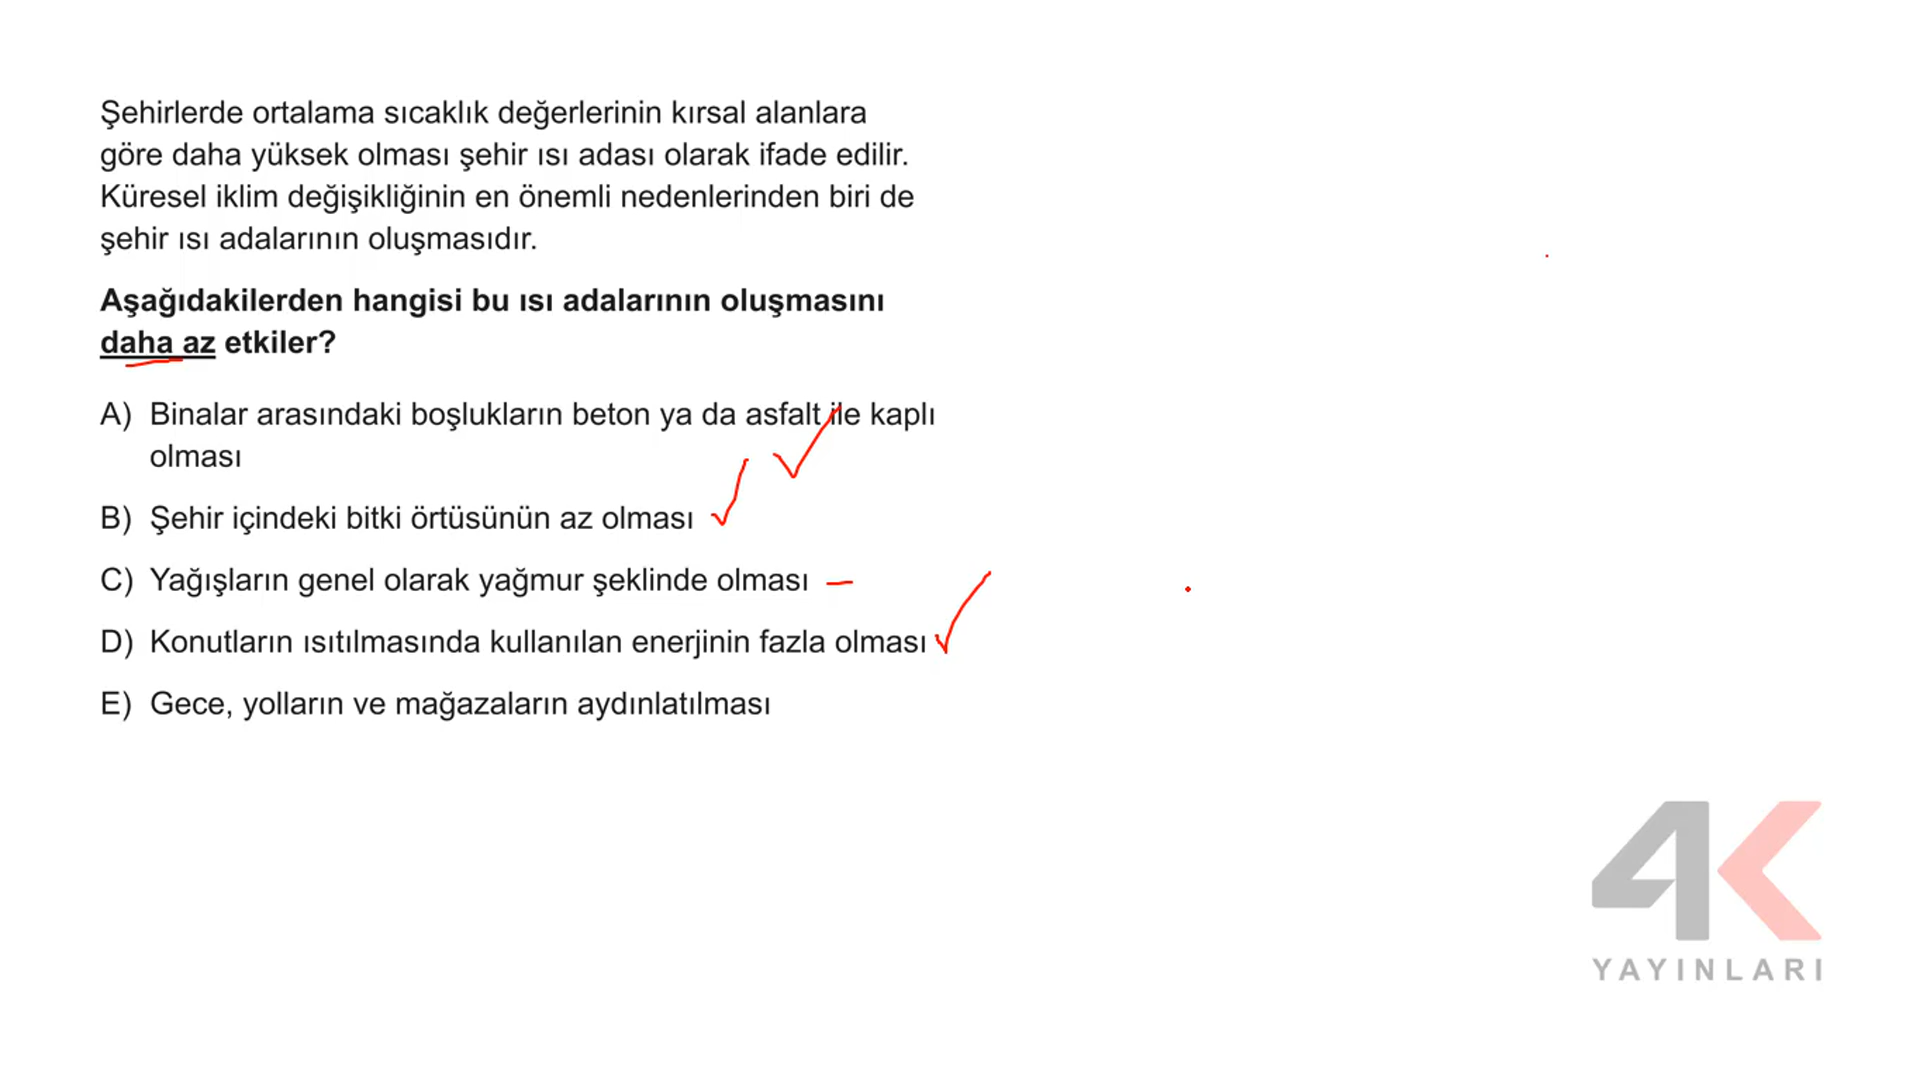 Şehirlerde ortalama sıcaklık değerlerinin kırsal alanlara
göre daha yüksek olması şehir ısı adası olarak ifade edilir.
Küresel iklim değişikliğinin en önemli nedenlerinden biri de
şehir ısı adalarının oluşmasıdır.
Aşağıdakilerden hangisi bu ısı adalarının oluşmasını
daha az etkiler?
A) Binalar arasındaki boşlukların beton ya da asfalt ile kaplı
olması
B) Şehir içindeki bitki örtüsünün az olması
C) Yağışların genel olarak yağmur şeklinde olması
D) Konutların ısıtılmasında kullanılan enerjinin fazla olması
E) Gece, yolların ve mağazaların aydınlatılması
4K
YAYINLARI